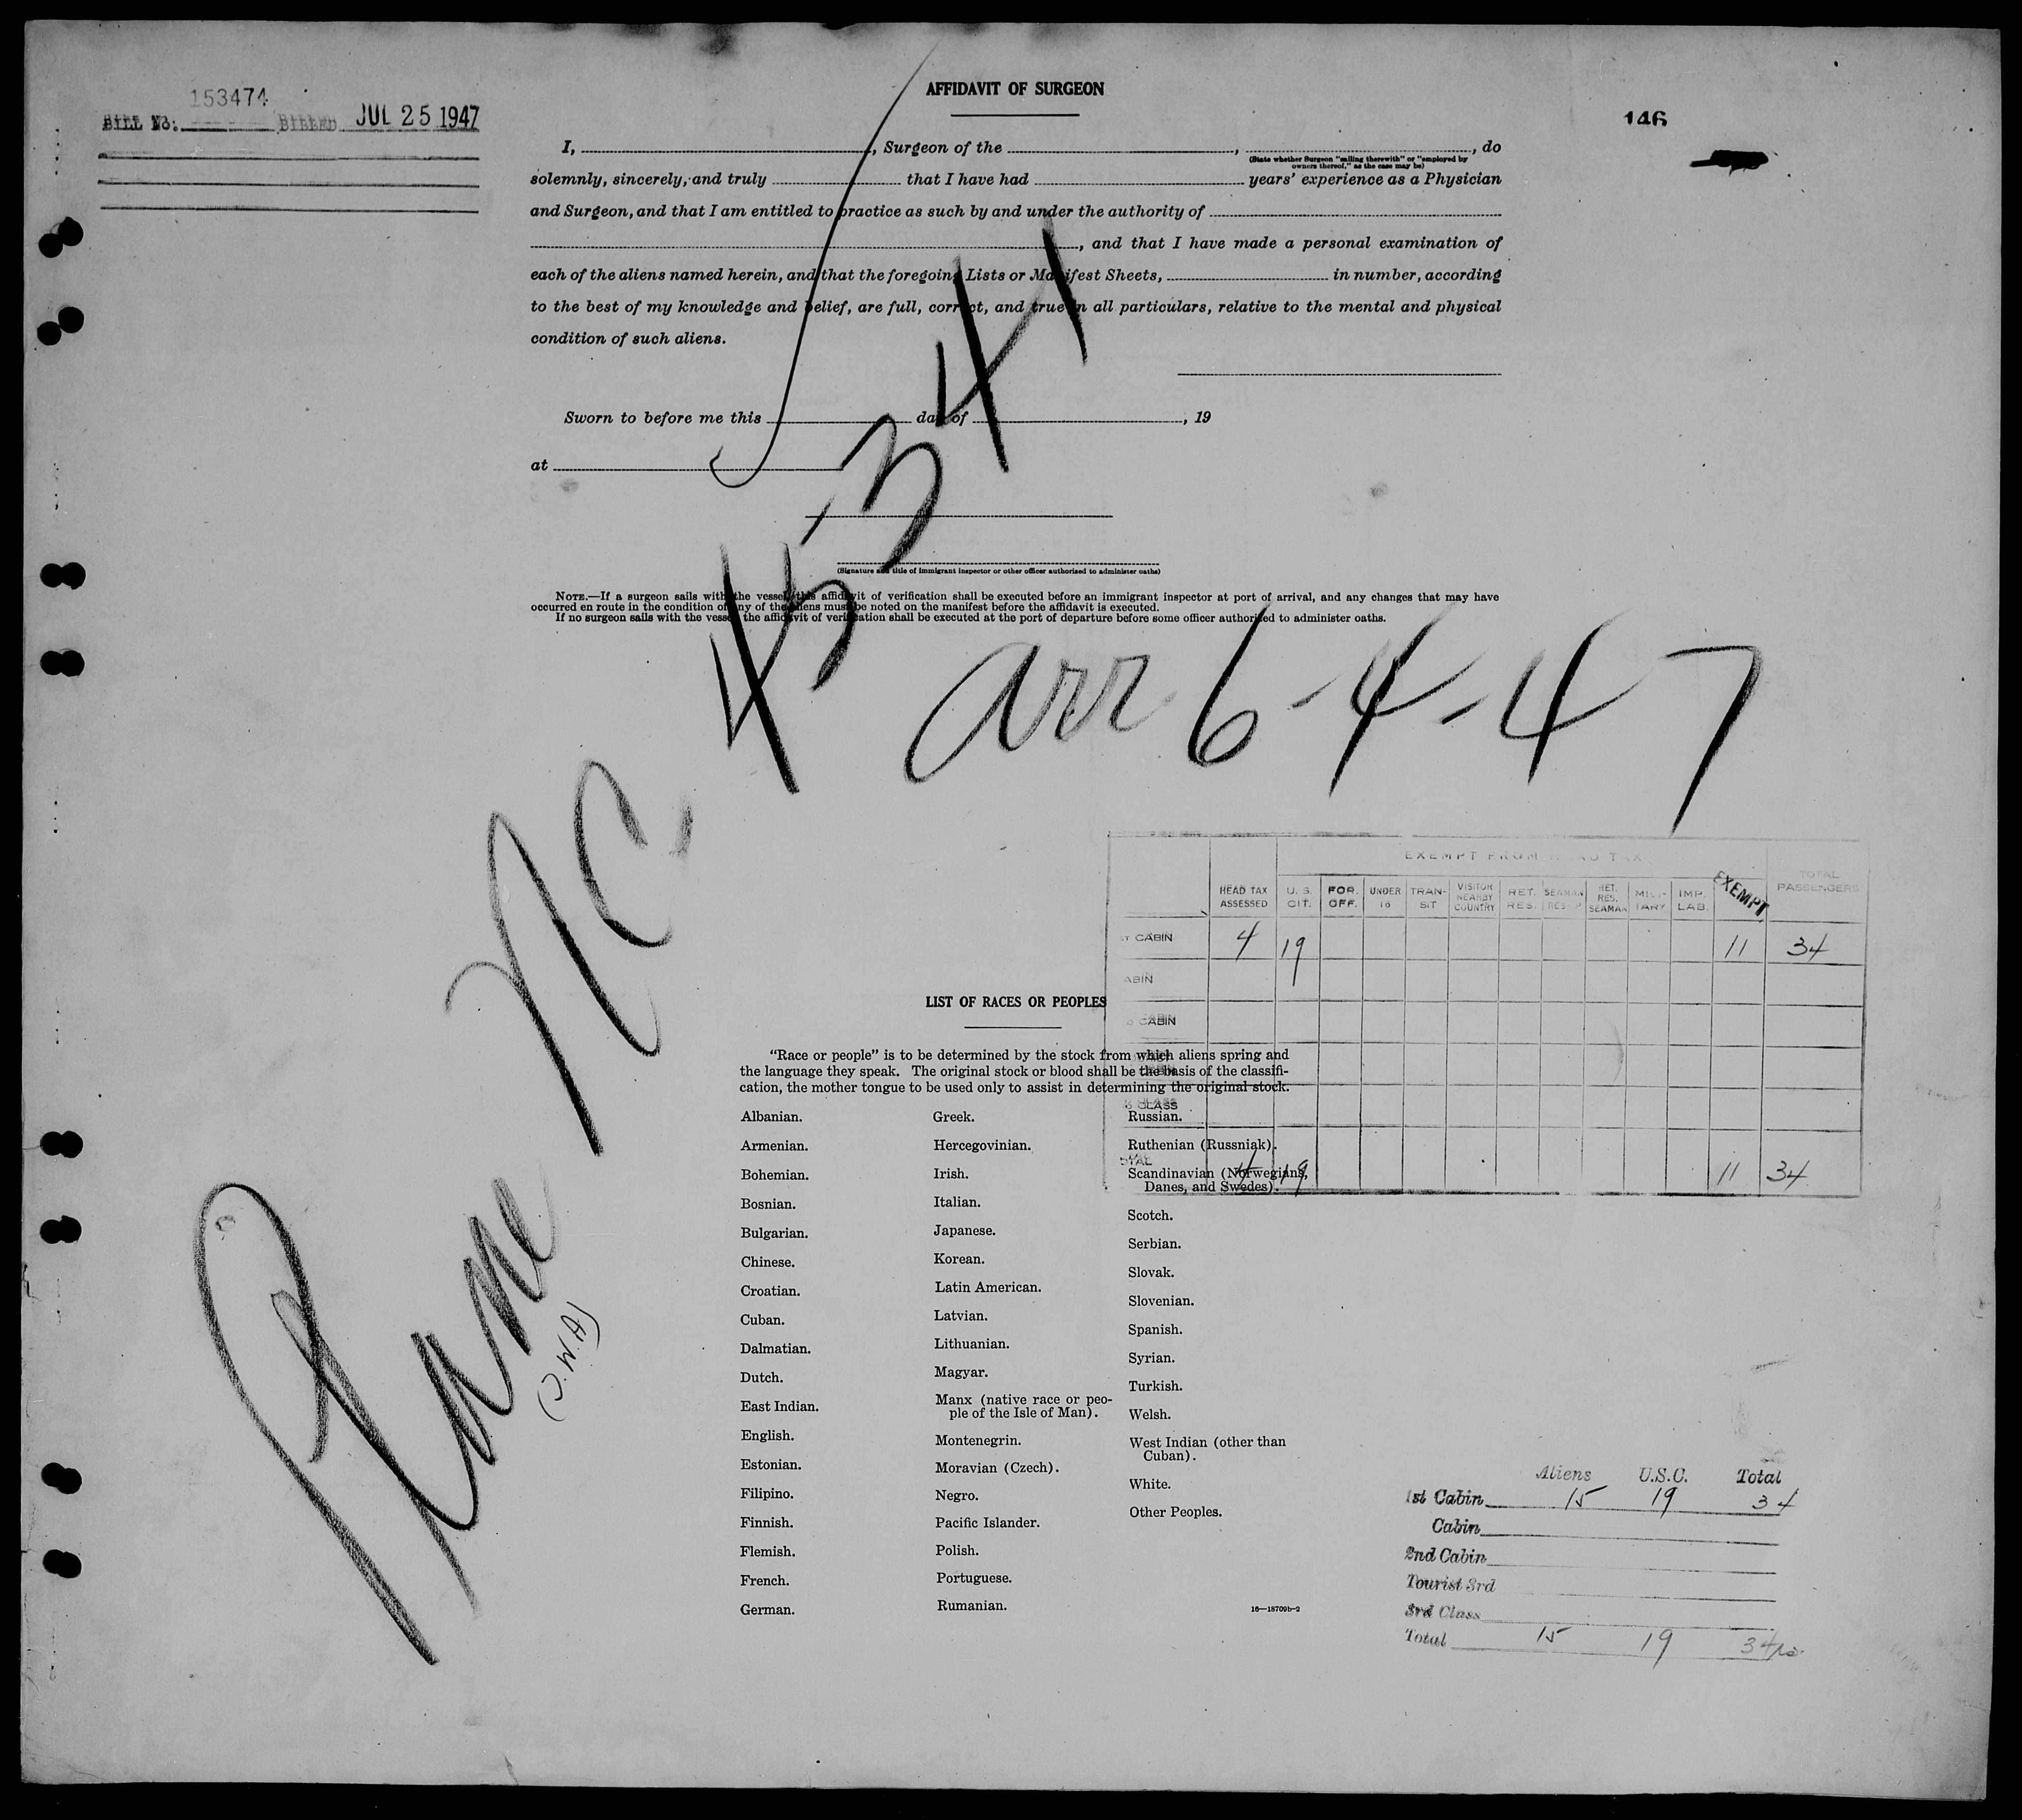 153474
BILL No. BILLED JUL 25 1947
146
AFFIDAVIT OF SURGEON
I, , Surgeon of the , , do
(State whether Surgeon "sailing therewith" or "employed by
owners thereof," as the case may be)
solemnly, sincerely, and truly that I have had years' experience as a Physician
and Surgeon, and that I am entitled to practice as such by and under the authority of
, and that I have made a personal examination of
each of the aliens named herein, and that the foregoing Lists or Manifest Sheets, in number, according
to the best of my knowledge and belief, are full, correct, and true in all particulars, relative to the mental and physical
condition of such aliens.
Sworn to before me this day of , 19
at
(Signature and title of immigrant inspector or other officer authorized to administer oaths)
NOTE.—If a surgeon sails with the vessel, this affidavit of verification shall be executed before an immigrant inspector at port of arrival, and any changes that may have
occurred en route in the condition of any of the aliens must be noted on the manifest before the affidavit is executed.
If no surgeon sails with the vessel, the affidavit of verification shall be executed at the port of departure before some officer authorized to administer oaths.
Plane NC 45341
arr 6-4-47
EXEMPT FROM HEAD TAX
HEAD TAX ASSESSED U. S. CIT. FOR. OFF. UNDER 16 TRAN-SIT VISITOR NEARBY COUNTRY RET. RES. SEAMAN RET. RES. SEAMAN MILI-TARY IMP. LAB. EXEMPT TOTAL PASSENGERS
CABIN 4 19 11 34
CABIN
CABIN
CLASS
4 19 11 34
LIST OF RACES OR PEOPLES
"Race or people" is to be determined by the stock from which aliens spring and
the language they speak. The original stock or blood shall be the basis of the classifi-
cation, the mother tongue to be used only to assist in determining the original stock.
Albanian.
Armenian.
Bohemian.
Bosnian.
Bulgarian.
Chinese.
Croatian.
Cuban.
Dalmatian.
Dutch.
East Indian.
English.
Estonian.
Filipino.
Finnish.
Flemish.
French.
German.
Greek.
Hercegovinian.
Irish.
Italian.
Japanese.
Korean.
Latin American.
Latvian.
Lithuanian.
Magyar.
Manx (native race or peo-
ple of the Isle of Man).
Montenegrin.
Moravian (Czech).
Negro.
Pacific Islander.
Polish.
Portuguese.
Rumanian.
Russian.
Ruthenian (Russniak).
Scandinavian (Norwegians,
Danes, and Swedes).
Scotch.
Serbian.
Slovak.
Slovenian.
Spanish.
Syrian.
Turkish.
Welsh.
West Indian (other than
Cuban).
White.
Other Peoples.
16—18709b-2
Aliens U.S.C. Total
1st Cabin 15 19 34
Cabin
2nd Cabin
Tourist 3rd
3rd Class
Total 15 19 34